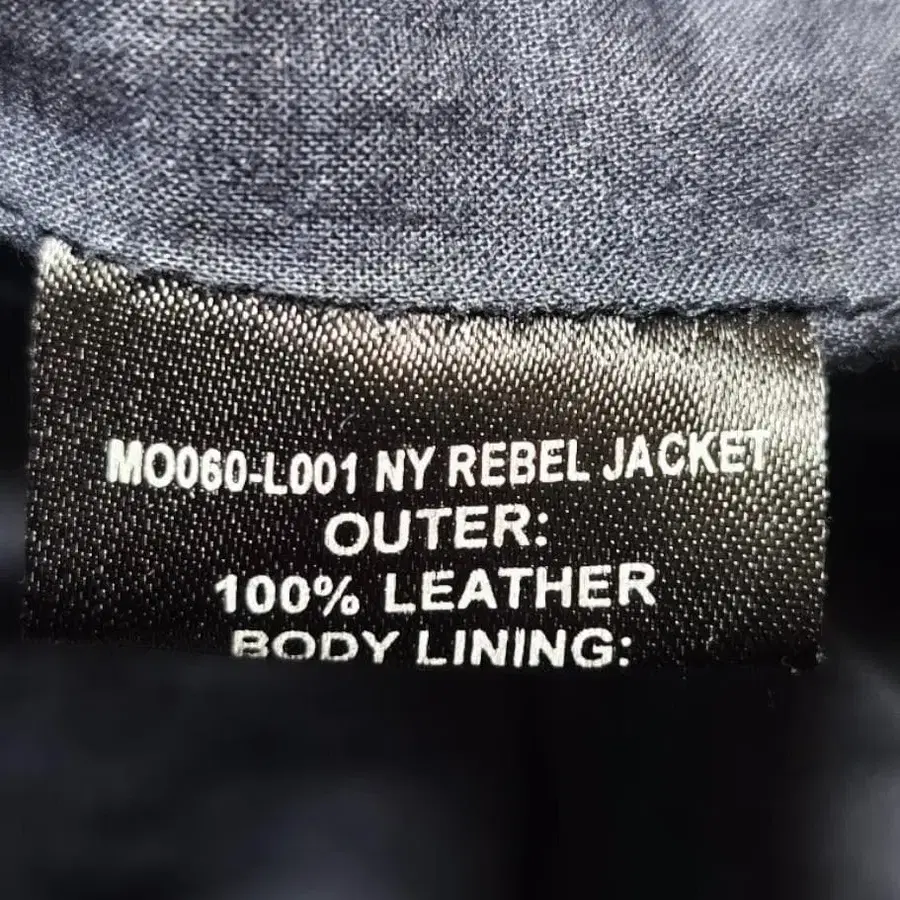 MO060-L001 NY REBEL JACKET
OUTER:
100% LEATHER
BODY LINING: